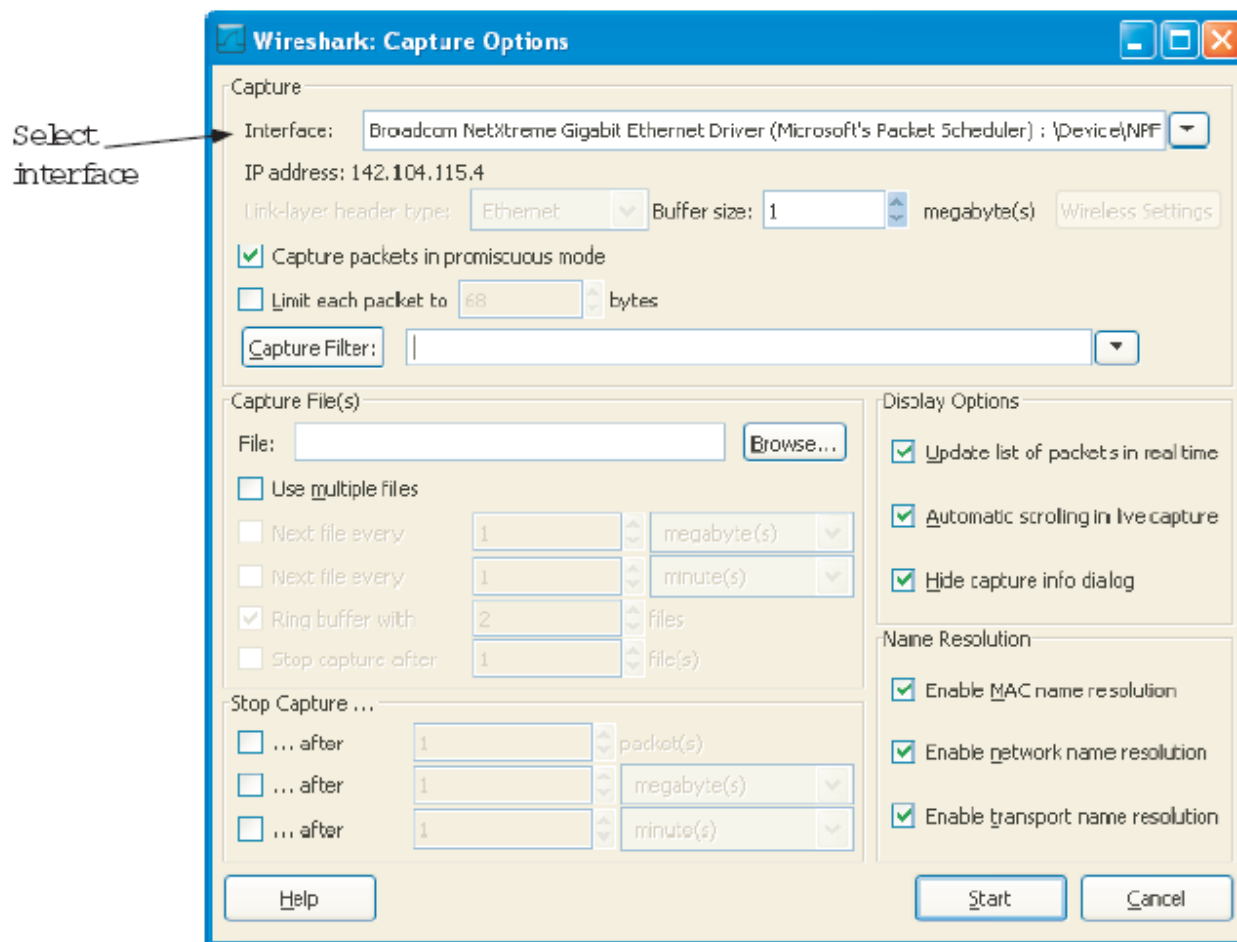 Wireshark: Capture Options
Capture
Select interface
Interface: Broadcom NetXtreme Gigabit Ethernet Driver (Microsoft's Packet Scheduler) : \Device\NPF
IP address: 142.104.115.4
Link-layer header type: Ethernet Buffer size: 1 megabyte(s) Wireless Settings
Capture packets in promiscuous mode
Limit each packet to 68 bytes
Capture Filter:
Capture File(s)
File: Browse...
Use multiple files
Next file every 1 megabyte(s)
Next file every 1 minute(s)
Ring buffer with 2 files
Stop capture after 1 file(s)
Stop Capture ...
... after 1 packet(s)
... after 1 megabyte(s)
... after 1 minute(s)
Display Options
Update list of packets in real time
Automatic scrolling in live capture
Hide capture info dialog
Name Resolution
Enable MAC name resolution
Enable network name resolution
Enable transport name resolution
Help
Start
Cancel